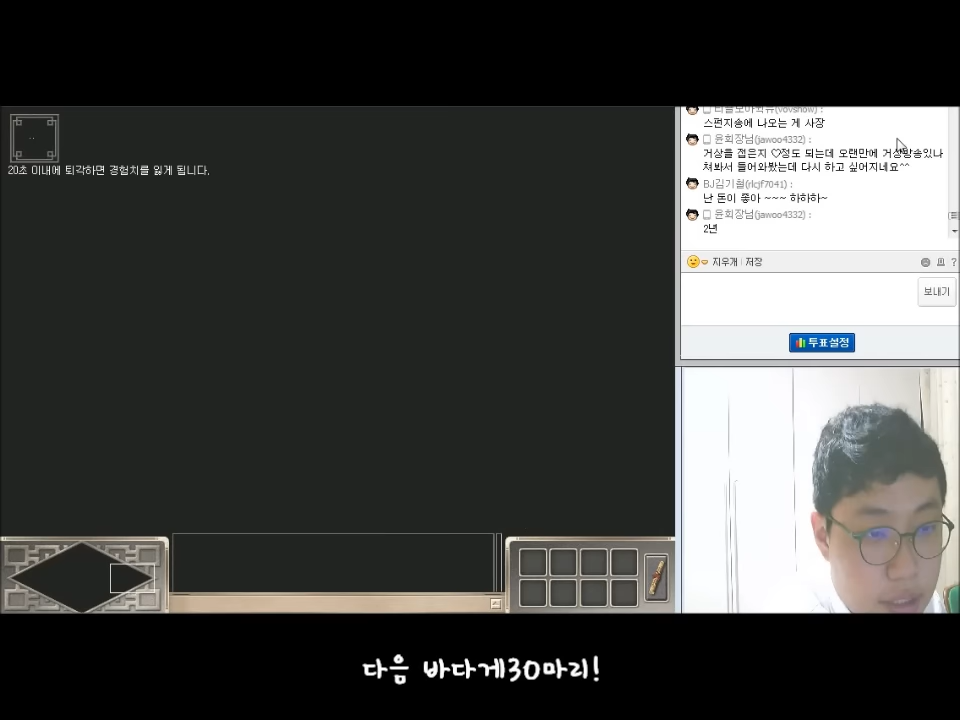 20초 이내에 퇴각하면 경험치를 잃게 됩니다.
(vovshow) :
스펀지송에 나오는 게 사장
윤회장님(jawoo4332) :
거상을 접은지 ♡정도 되는데 오랜만에 거상방송있나
쳐봐서 들어와봤는데 다시 하고 싶어지네요^^
BJ김기철(rlcjf7041) :
난 돈이 좋아 ~~~ 하하하~
윤회장님(jawoo4332) :
2년
지우개 | 저장
?
보내기
투표설정
다음 바다게30마리!